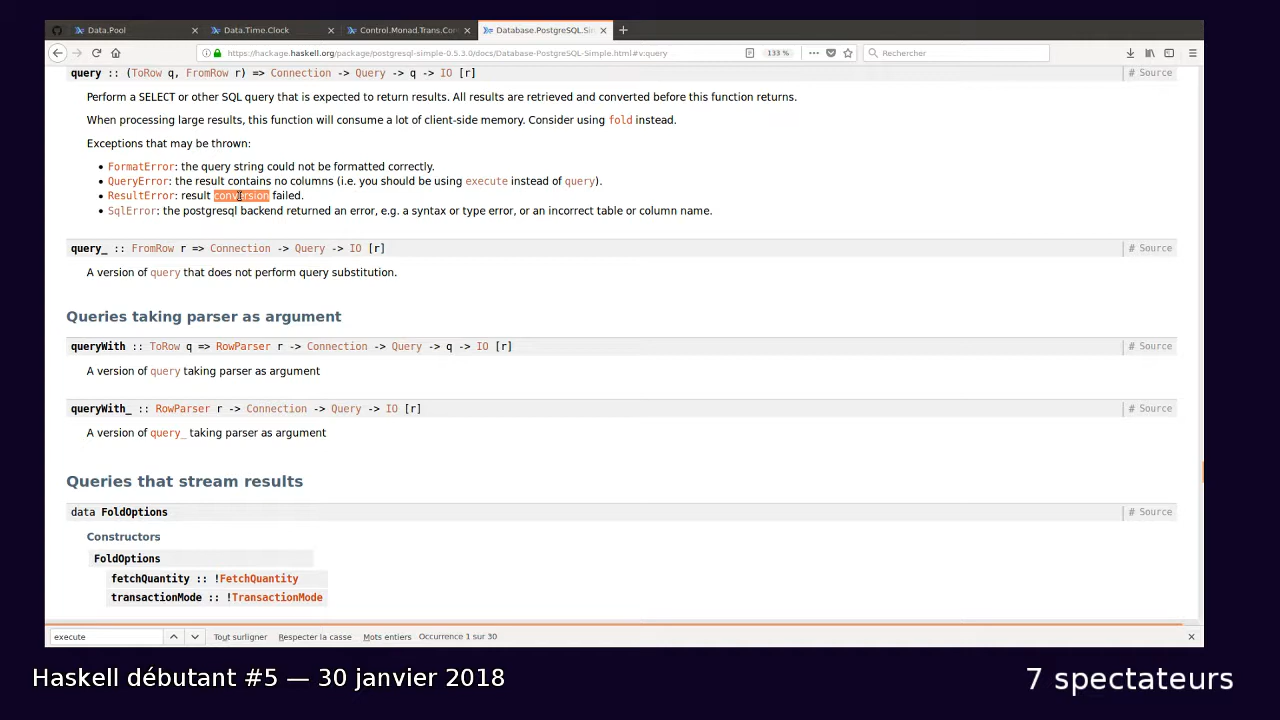 Data.Pool
Data.Time.Clock
Control.Monad.Trans.Con
Database.PostgreSQL.Sim
https://hackage.haskell.org/package/postgresql-simple-0.5.3.0/docs/Database-PostgreSQL-Simple.html#v:query
133 %
Rechercher
query :: (ToRow q, FromRow r) => Connection -> Query -> q -> IO [r]
# Source
Perform a SELECT or other SQL query that is expected to return results. All results are retrieved and converted before this function returns.
When processing large results, this function will consume a lot of client-side memory. Consider using fold instead.
Exceptions that may be thrown:
• FormatError: the query string could not be formatted correctly.
• QueryError: the result contains no columns (i.e. you should be using execute instead of query).
• ResultError: result conversion failed.
• SqlError: the postgresql backend returned an error, e.g. a syntax or type error, or an incorrect table or column name.
query_ :: FromRow r => Connection -> Query -> IO [r]
# Source
A version of query that does not perform query substitution.
Queries taking parser as argument
queryWith :: ToRow q => RowParser r -> Connection -> Query -> q -> IO [r]
# Source
A version of query taking parser as argument
queryWith_ :: RowParser r -> Connection -> Query -> IO [r]
# Source
A version of query_ taking parser as argument
Queries that stream results
data FoldOptions
# Source
Constructors
FoldOptions
fetchQuantity :: !FetchQuantity
transactionMode :: !TransactionMode
execute
Tout surligner
Respecter la casse
Mots entiers
Occurrence 1 sur 30
Haskell débutant #5 — 30 janvier 2018
7 spectateurs